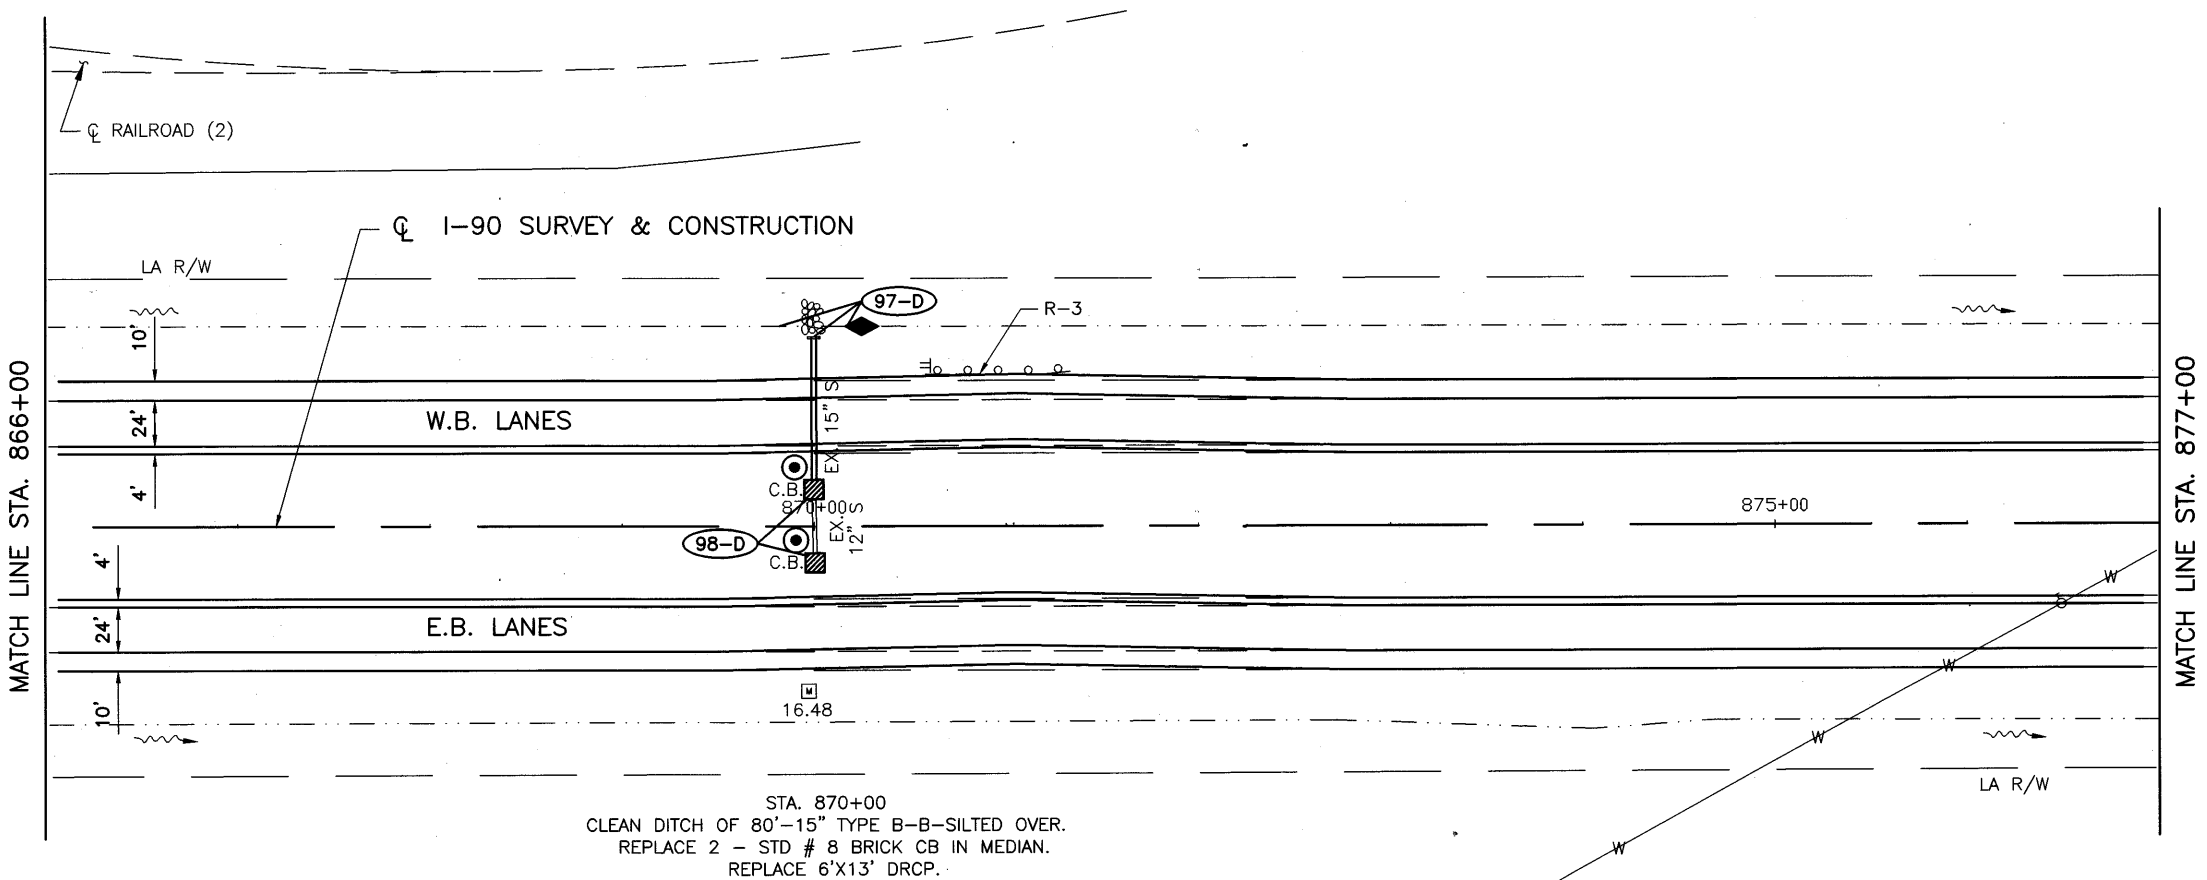 ℄ RAILROAD (2)
℄ I-90 SURVEY & CONSTRUCTION
LA R/W
97-D
R-3
10'
24'
4'
W.B. LANES
EX. 15" S
C.B.
870+00
EX. 12" S
875+00
98-D
C.B.
4'
24'
10'
E.B. LANES
M
16.48
W
W
W
W
LA R/W
MATCH LINE STA. 866+00
MATCH LINE STA. 877+00
STA. 870+00
CLEAN DITCH OF 80'-15" TYPE B-B-SILTED OVER.
REPLACE 2 - STD # 8 BRICK CB IN MEDIAN.
REPLACE 6'X13' DRCP.